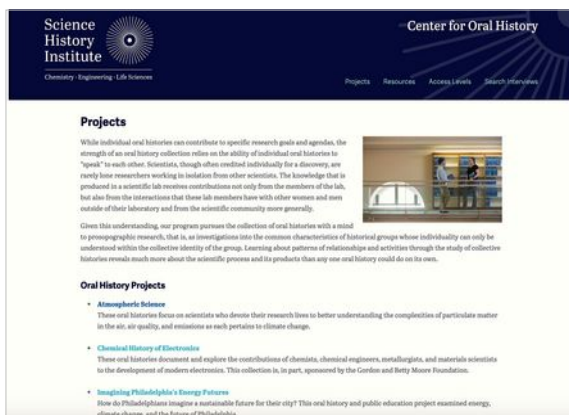 Science
History
Institute
Chemistry · Engineering · Life Sciences
Center for Oral History
Projects Resources Access Levels Search Interviews
Projects
While individual oral histories can contribute to specific research goals and agendas, the
strength of an oral history collection relies on the ability of individual oral histories to
"speak" to each other. Scientists, though often credited individually for a discovery, are
rarely lone researchers working in isolation from other scientists. The knowledge that is
produced in a scientific lab receives contributions not only from the members of the lab,
but also from the interactions that these lab members have with other women and men
outside of their laboratory and from the scientific community more generally.
Given this understanding, our program pursues the collection of oral histories with a mind
to prosopographic research, that is, as investigations into the common characteristics of historical groups whose individuality can only be
understood within the collective identity of the group. Learning about patterns of relationships and activities through the study of collective
histories reveals much more about the scientific process and its products than any one oral history could do on its own.
Oral History Projects
• Atmospheric Science
These oral histories focus on scientists who devote their research lives to better understanding the complexities of particulate matter
in the air, air quality, and emissions as each pertains to climate change.
• Chemical History of Electronics
These oral histories document and explore the contributions of chemists, chemical engineers, metallurgists, and materials scientists
to the development of modern electronics. This collection is, in part, sponsored by the Gordon and Betty Moore Foundation.
• Imagining Philadelphia's Energy Futures
How do Philadelphians imagine a sustainable future for their city? This oral history and public education project examined energy,
climate change, and the future of Philadelphia.